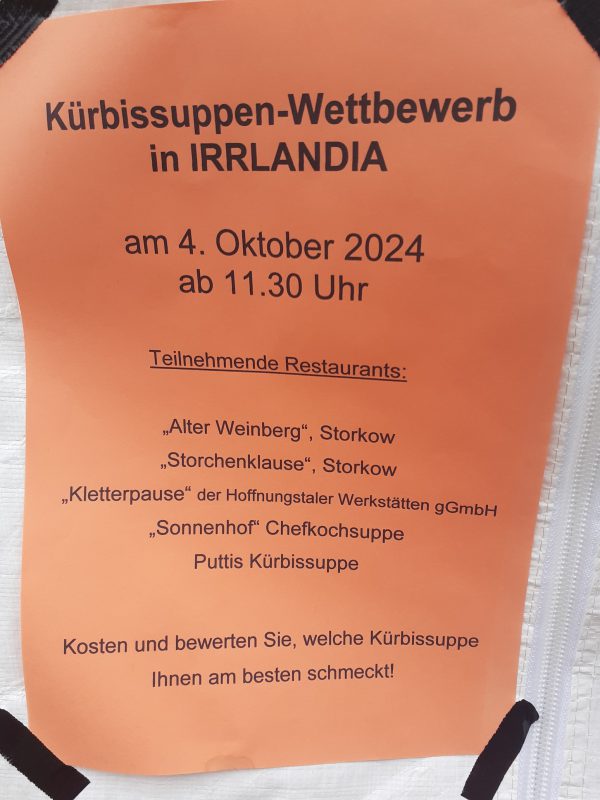 Kürbissuppen-Wettbewerb
in IRRLANDIA
am 4. Oktober 2024
ab 11.30 Uhr
Teilnehmende Restaurants:
„Alter Weinberg“, Storkow
„Storchenklause“, Storkow
„Kletterpause“ der Hoffnungstaler Werkstätten gGmbH
„Sonnenhof“ Chefkochsuppe
Puttis Kürbissuppe
Kosten und bewerten Sie, welche Kürbissuppe
Ihnen am besten schmeckt!